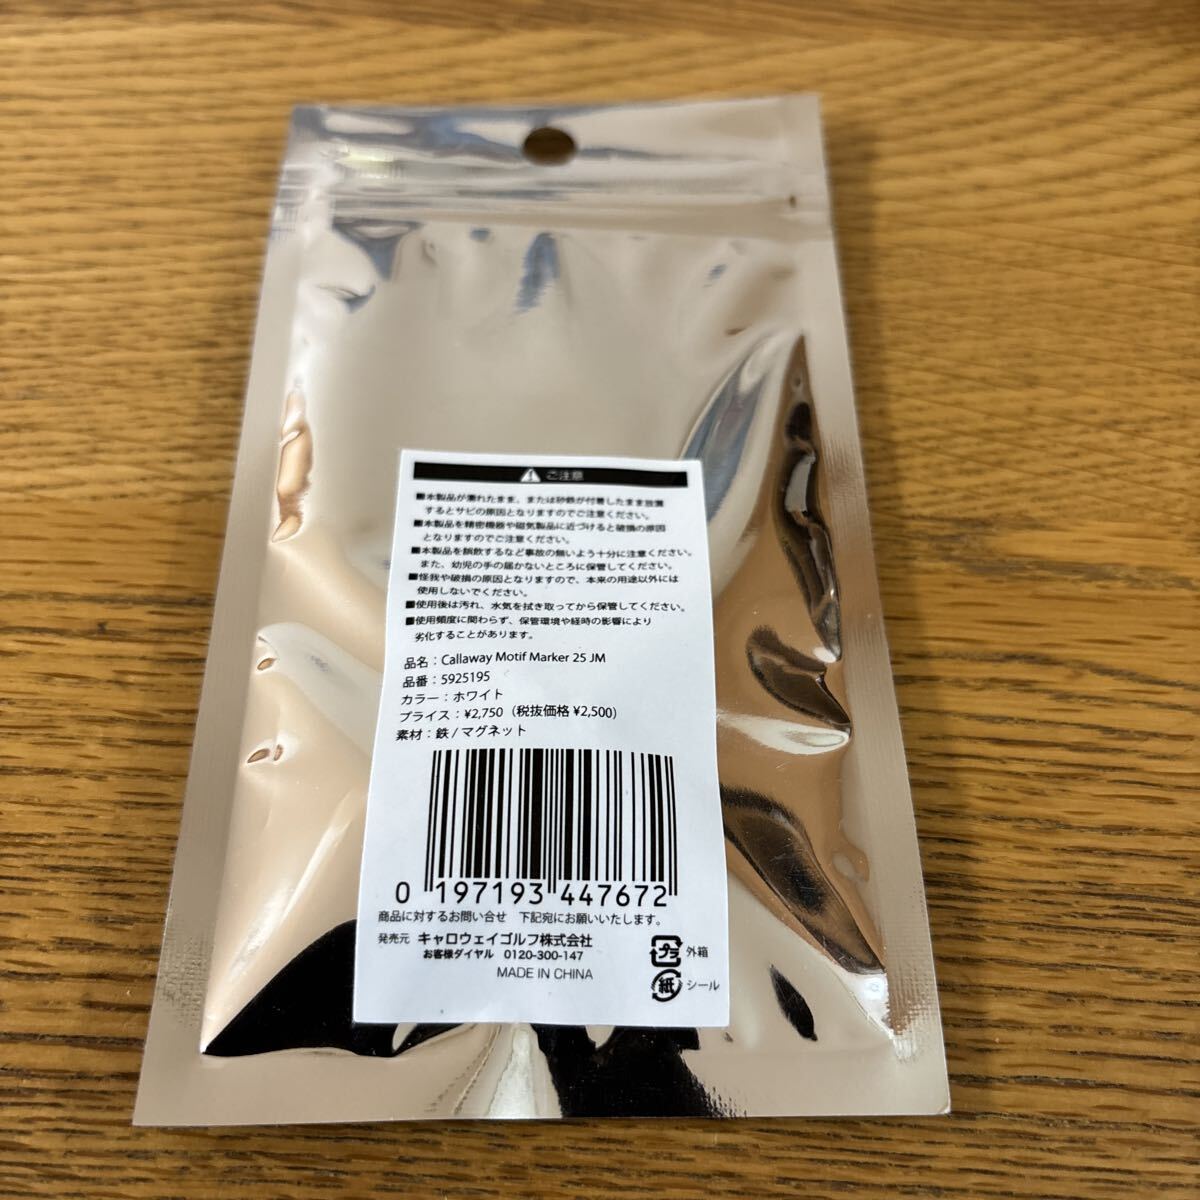 ご注意
■本製品が濡れたまま、または砂鉄が付着したまま放置
するとサビの原因となりますのでご注意ください。
■本製品を精密機器や磁気製品に近づけると破損の原因
となりますのでご注意ください。
■本製品を誤飲するなど事故の無いよう十分に注意ください。
また、幼児の手の届かないところに保管してください。
■怪我や破損の原因となりますので、本来の用途以外には
使用しないでください。
■使用後は汚れ、水気を拭き取ってから保管してください。
■使用頻度に関わらず、保管環境や経時の影響により
劣化することがあります。
品名：Callaway Motif Marker 25 JM
品番：5925195
カラー：ホワイト
プライス：¥2,750（税抜価格 ¥2,500）
素材：鉄 / マグネット
0 197193 447672
商品に対するお問い合せ 下記宛にお願いいたします。
発売元 キャロウェイゴルフ株式会社
お客様ダイヤル 0120-300-147
MADE IN CHINA
プラ 外箱
紙 シール